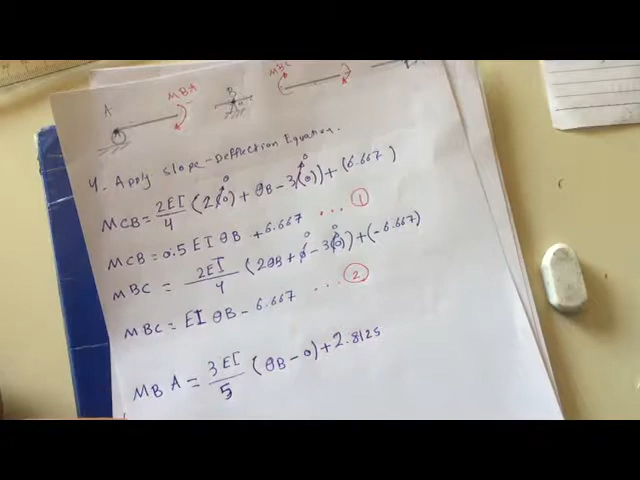 MBC
MBA
A
B
4. Apply slope-Deflection Equation.
MCB = 2EI/4 (2(0) + θB - 3(0)) + (6.667)
MCB = 0.5 EI θB + 6.667 ... 1
MBC = 2EI/4 (2θB + 0 - 3(0)) + (-6.667)
MBC = EI θB - 6.667 ... 2
MBA = 3EI/5 (θB - 0) + 2.8125